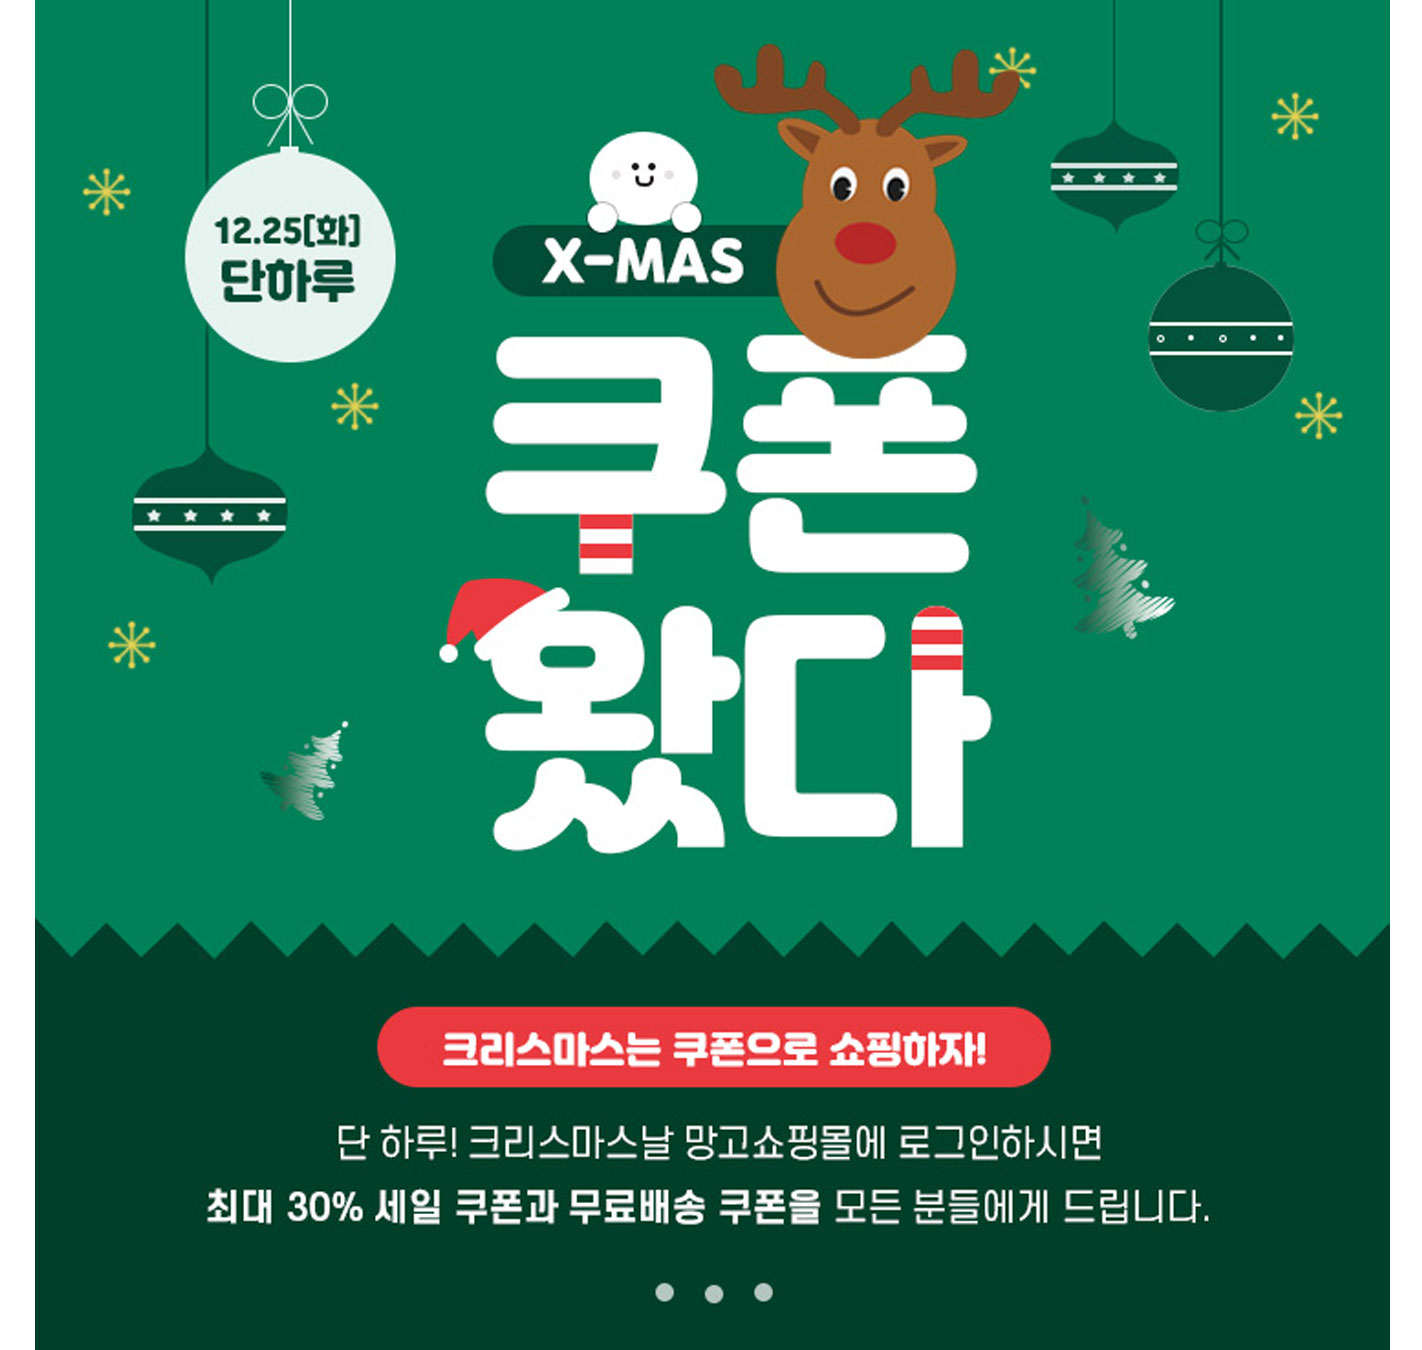 12.25[화]
단하루
X-MAS
쿠폰
왔다
크리스마스는 쿠폰으로 쇼핑하자!
단 하루! 크리스마스날 망고쇼핑몰에 로그인하시면
최대 30% 세일 쿠폰과 무료배송 쿠폰을 모든 분들에게 드립니다.